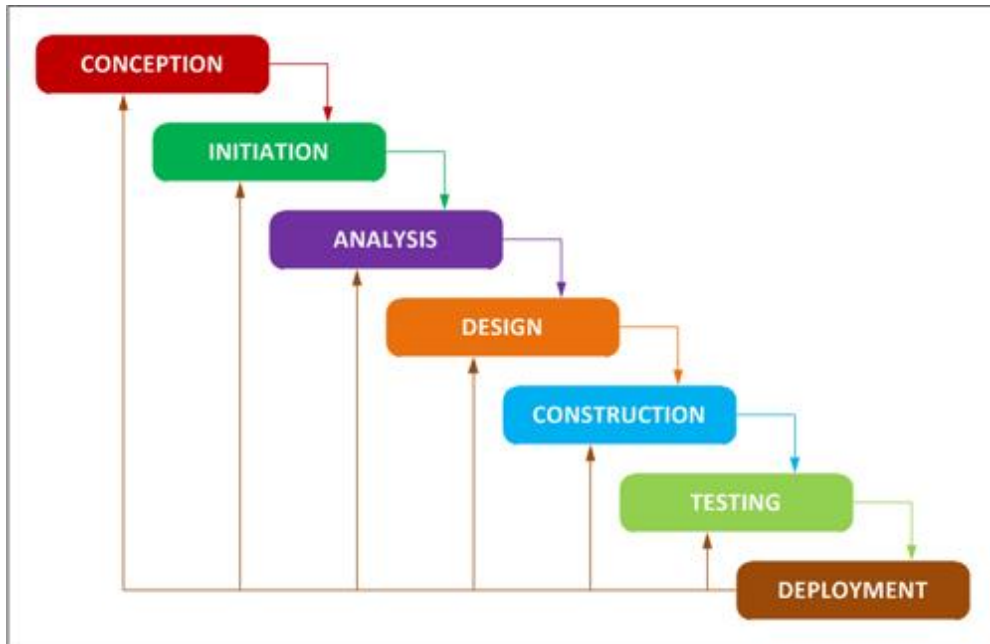 CONCEPTION
INITIATION
ANALYSIS
DESIGN
CONSTRUCTION
TESTING
DEPLOYMENT